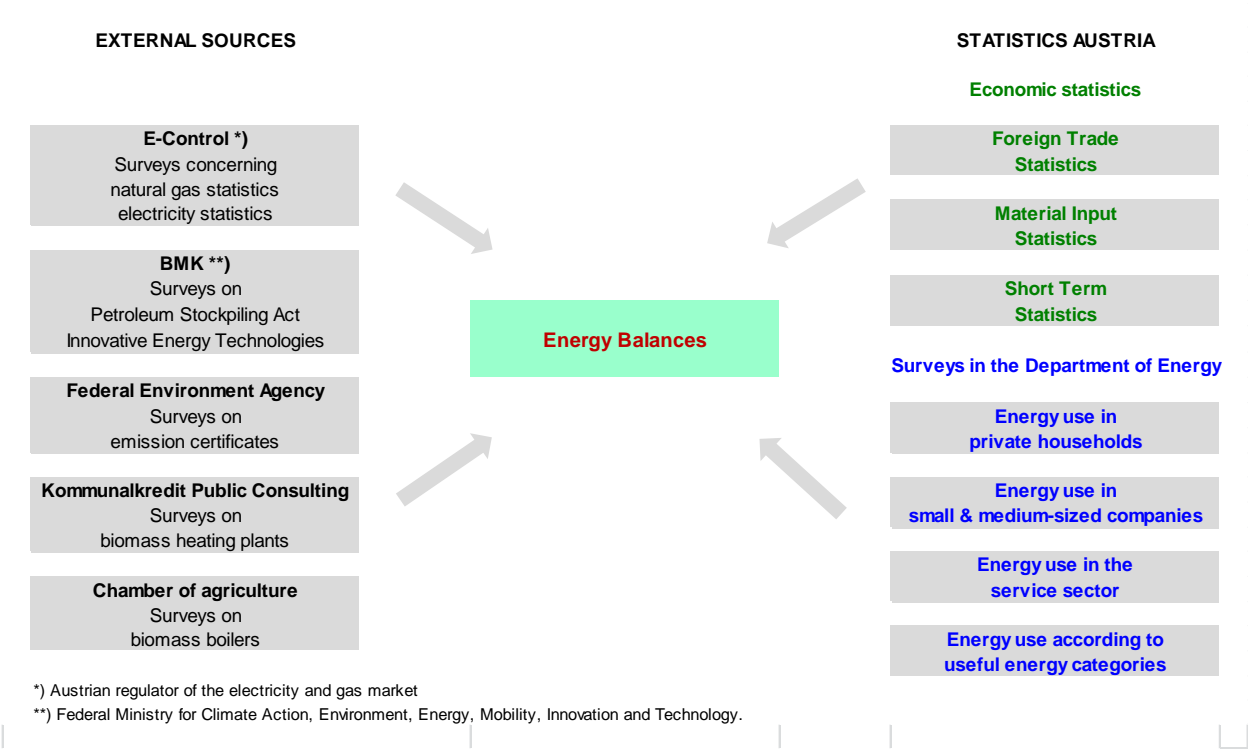 EXTERNAL SOURCES
E-Control *)
Surveys concerning
natural gas statistics
electricity statistics
BMK **)
Surveys on
Petroleum Stockpiling Act
Innovative Energy Technologies
Federal Environment Agency
Surveys on
emission certificates
Kommunalkredit Public Consulting
Surveys on
biomass heating plants
Chamber of agriculture
Surveys on
biomass boilers
Energy Balances
STATISTICS AUSTRIA
Economic statistics
Foreign Trade
Statistics
Material Input
Statistics
Short Term
Statistics
Surveys in the Department of Energy
Energy use in
private households
Energy use in
small & medium-sized companies
Energy use in the
service sector
Energy use according to
useful energy categories
*) Austrian regulator of the electricity and gas market
**) Federal Ministry for Climate Action, Environment, Energy, Mobility, Innovation and Technology.